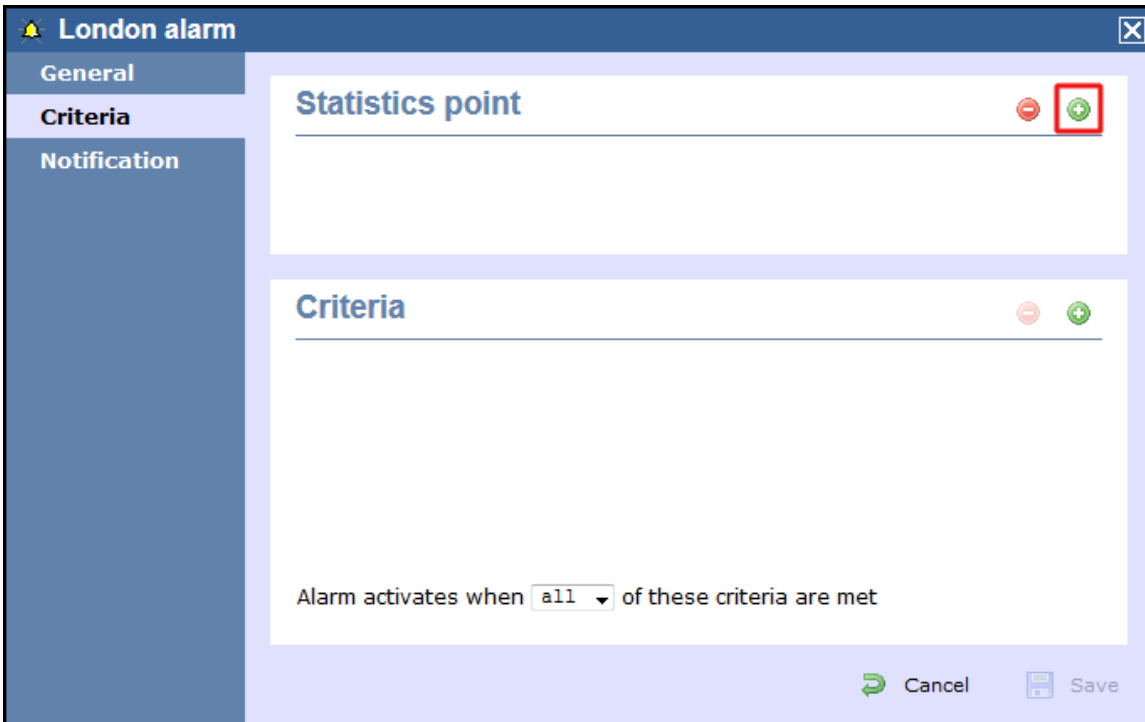 London alarm
General
Criteria
Notification
Statistics point
Criteria
Alarm activates when all of these criteria are met
Cancel
Save